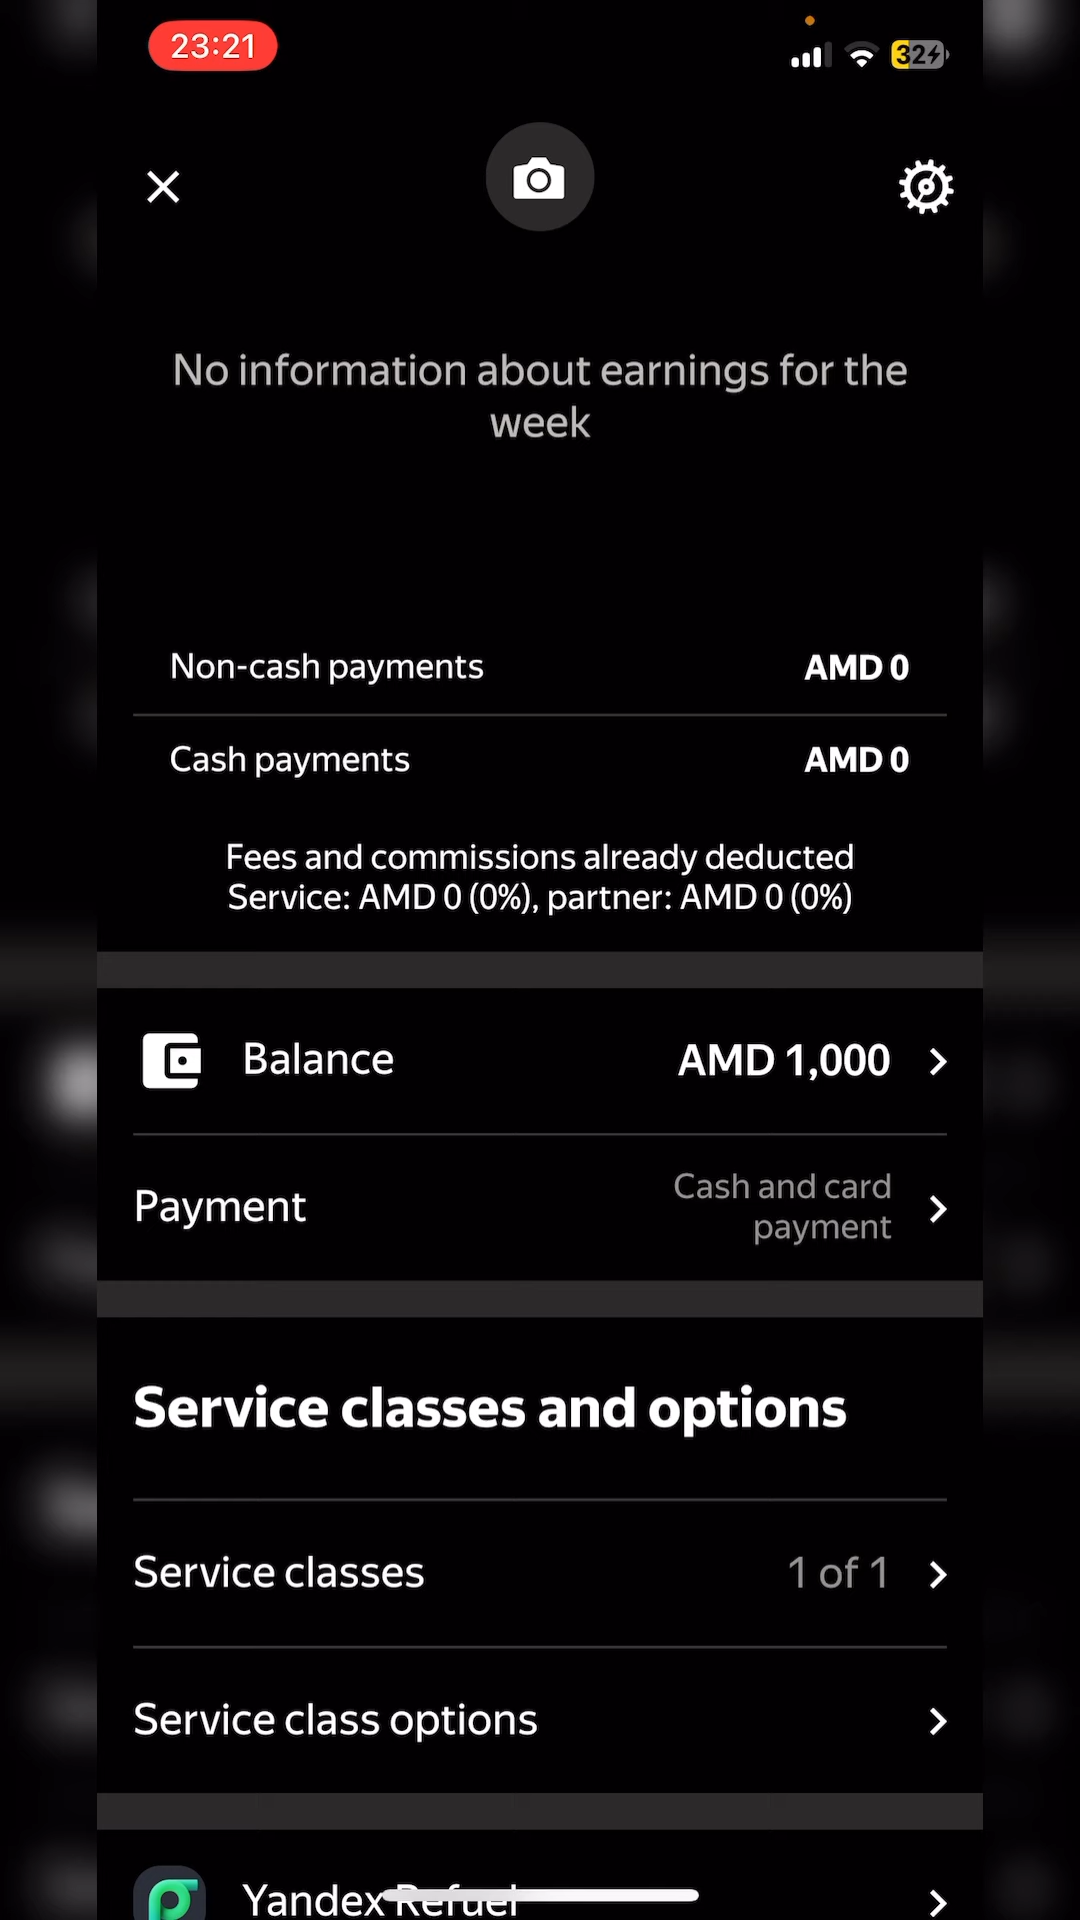 23:21
32
No information about earnings for the
week
Non-cash payments AMD 0
Cash payments AMD 0
Fees and commissions already deducted
Service: AMD 0 (0%), partner: AMD 0 (0%)
Balance AMD 1,000
Payment Cash and card
payment
Service classes and options
Service classes 1 of 1
Service class options
Yandex Refuel